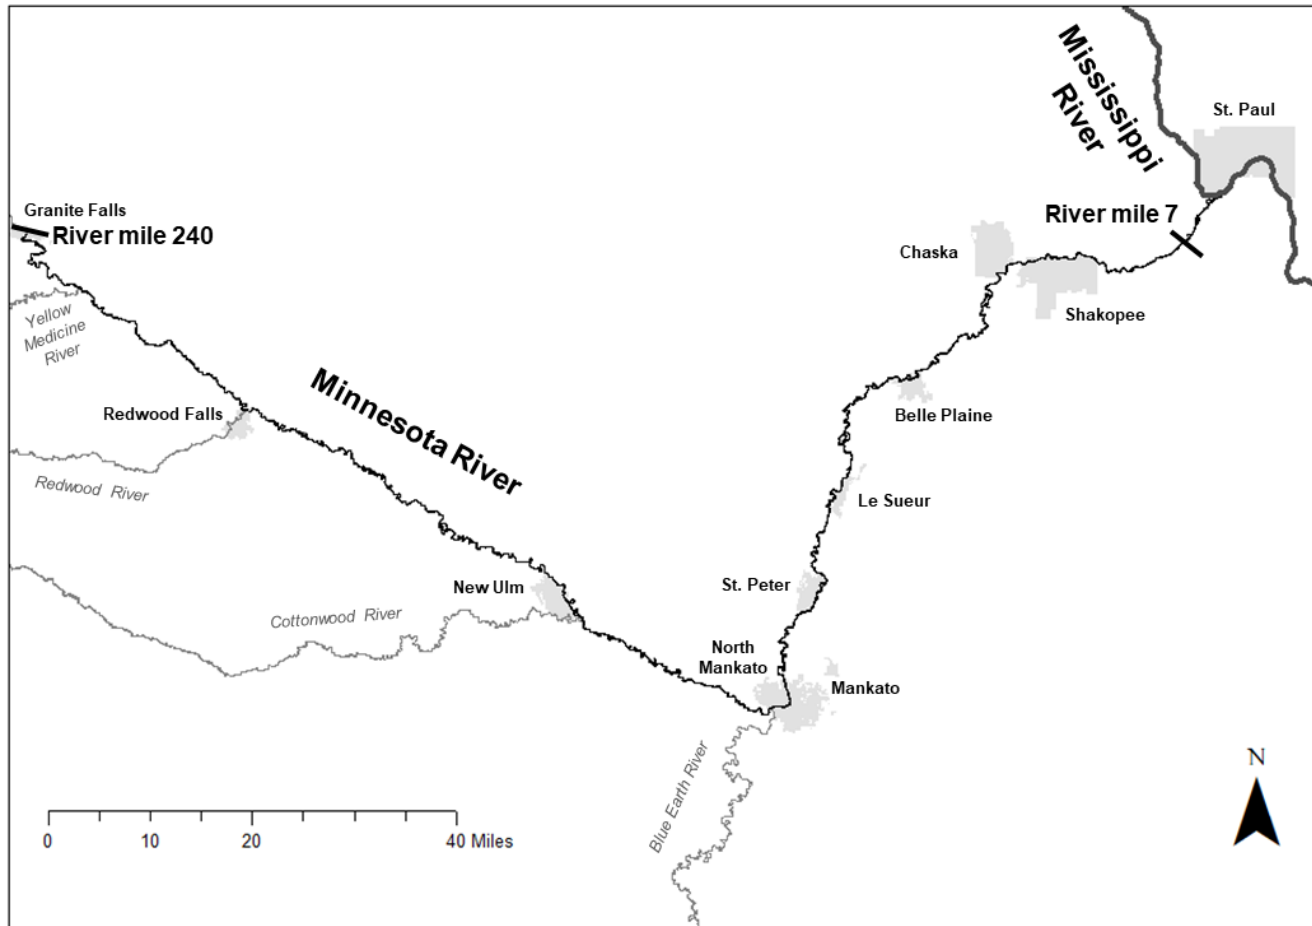 Mississippi
River
St. Paul
Granite Falls
River mile 240
River mile 7
Chaska
Shakopee
Yellow
Medicine
River
Minnesota River
Redwood Falls
Belle Plaine
Redwood River
Le Sueur
New Ulm
St. Peter
Cottonwood River
North
Mankato
Mankato
Blue Earth River
N
0 10 20 40 Miles